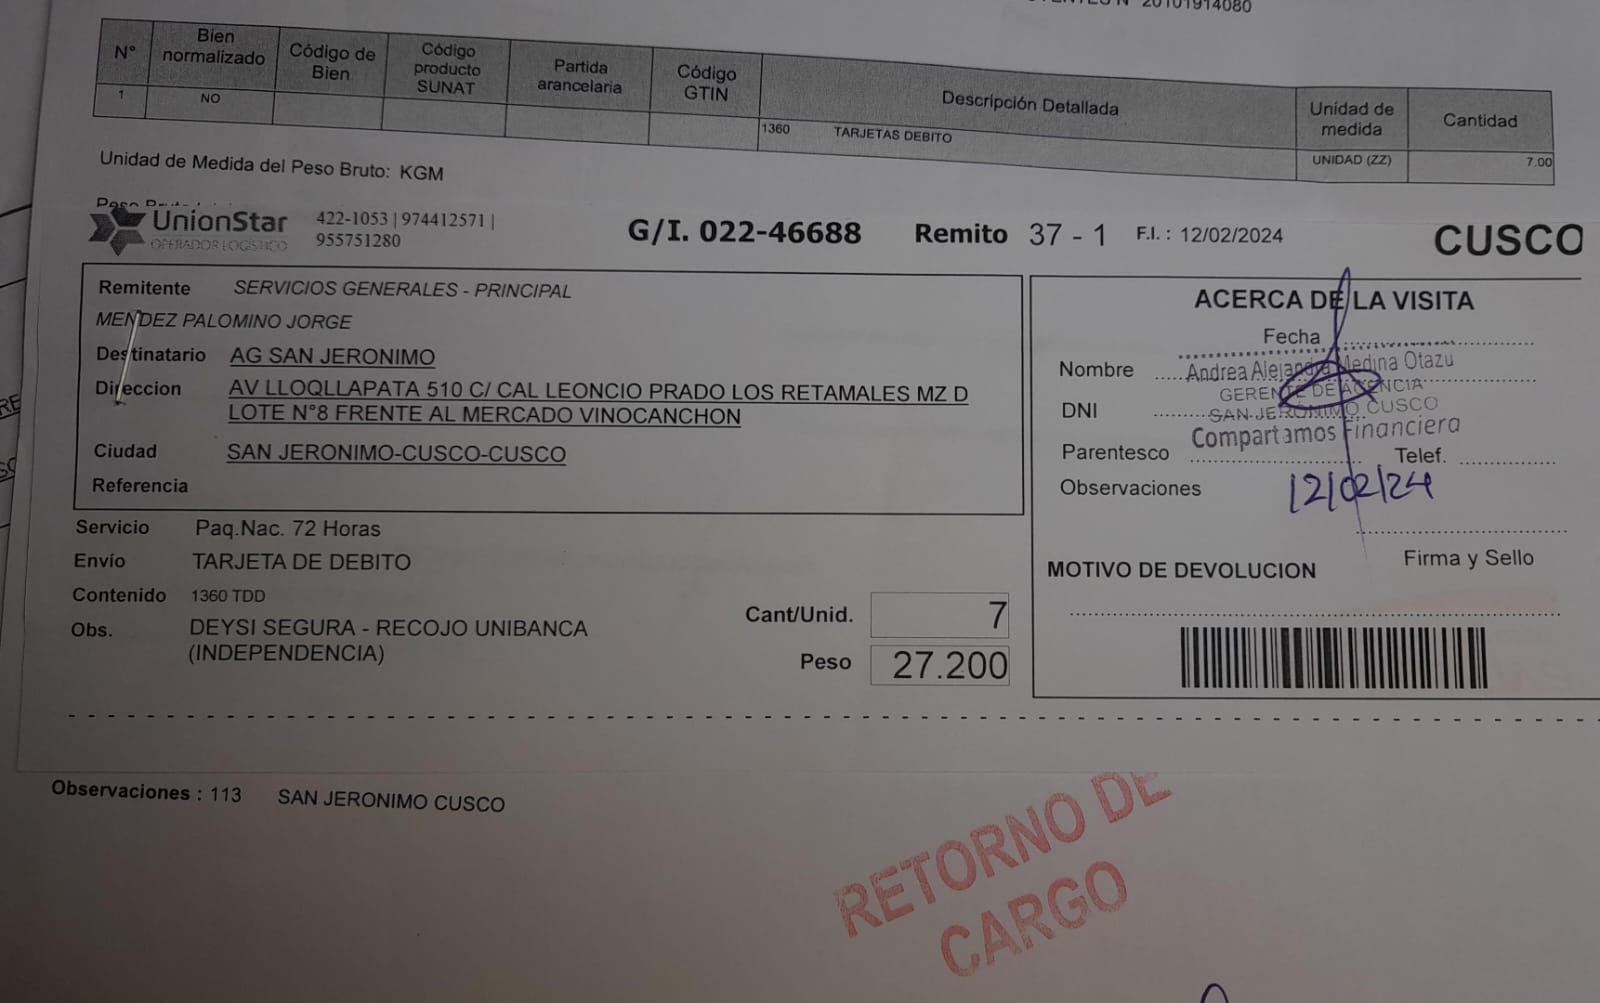 N° 20101914080
N° Bien normalizado Código de Bien Código producto SUNAT Partida arancelaria Código GTIN Descripción Detallada Unidad de medida Cantidad
1 NO 1360 TARJETAS DEBITO UNIDAD (ZZ) 7.00
Unidad de Medida del Peso Bruto: KGM
UnionStar
OPERADOR LOGÍSTICO
422-1053 | 974412571 |
955751280
G/I. 022-46688 Remito 37 - 1 F.I. : 12/02/2024 CUSCO
Remitente SERVICIOS GENERALES - PRINCIPAL
MENDEZ PALOMINO JORGE
Destinatario AG SAN JERONIMO
Direccion AV LLOQLLAPATA 510 C/ CAL LEONCIO PRADO LOS RETAMALES MZ D
LOTE N°8 FRENTE AL MERCADO VINOCANCHON
Ciudad SAN JERONIMO-CUSCO-CUSCO
Referencia
Servicio Paq.Nac. 72 Horas
Envío TARJETA DE DEBITO
Contenido 1360 TDD
Obs. DEYSI SEGURA - RECOJO UNIBANCA
(INDEPENDENCIA)
Cant/Unid. 7
Peso 27.200
ACERCA DE LA VISITA
Fecha
Nombre
Andrea Alejandra Medina Otazu
GERENTE DE AGENCIA
DNI
SAN JERÓNIMO CUSCO
Compartamos Financiera
Parentesco Telef.
Observaciones 12/02/24
Firma y Sello
MOTIVO DE DEVOLUCION
Observaciones : 113 SAN JERONIMO CUSCO
RETORNO DE
CARGO